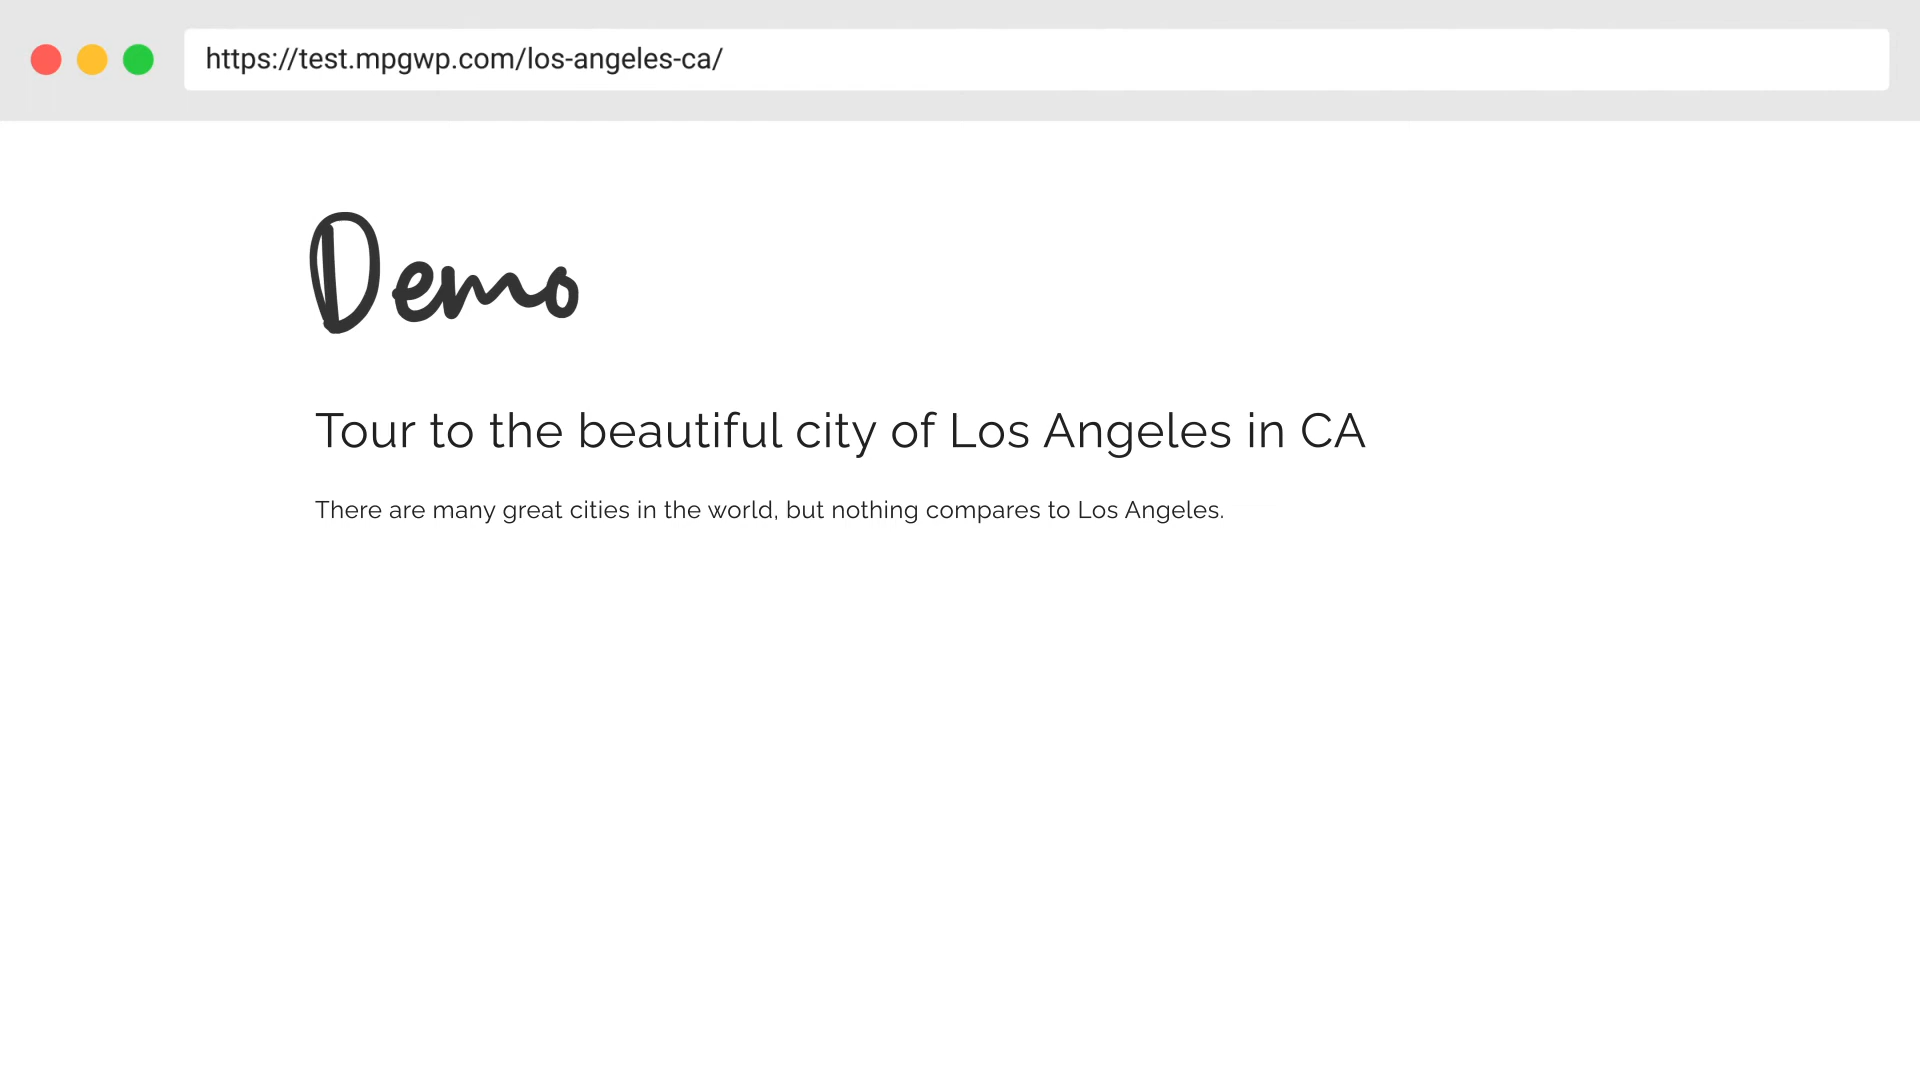 https://test.mpgwp.com/los-angeles-ca/
Demo
Tour to the beautiful city of Los Angeles in CA
There are many great cities in the world, but nothing compares to Los Angeles.